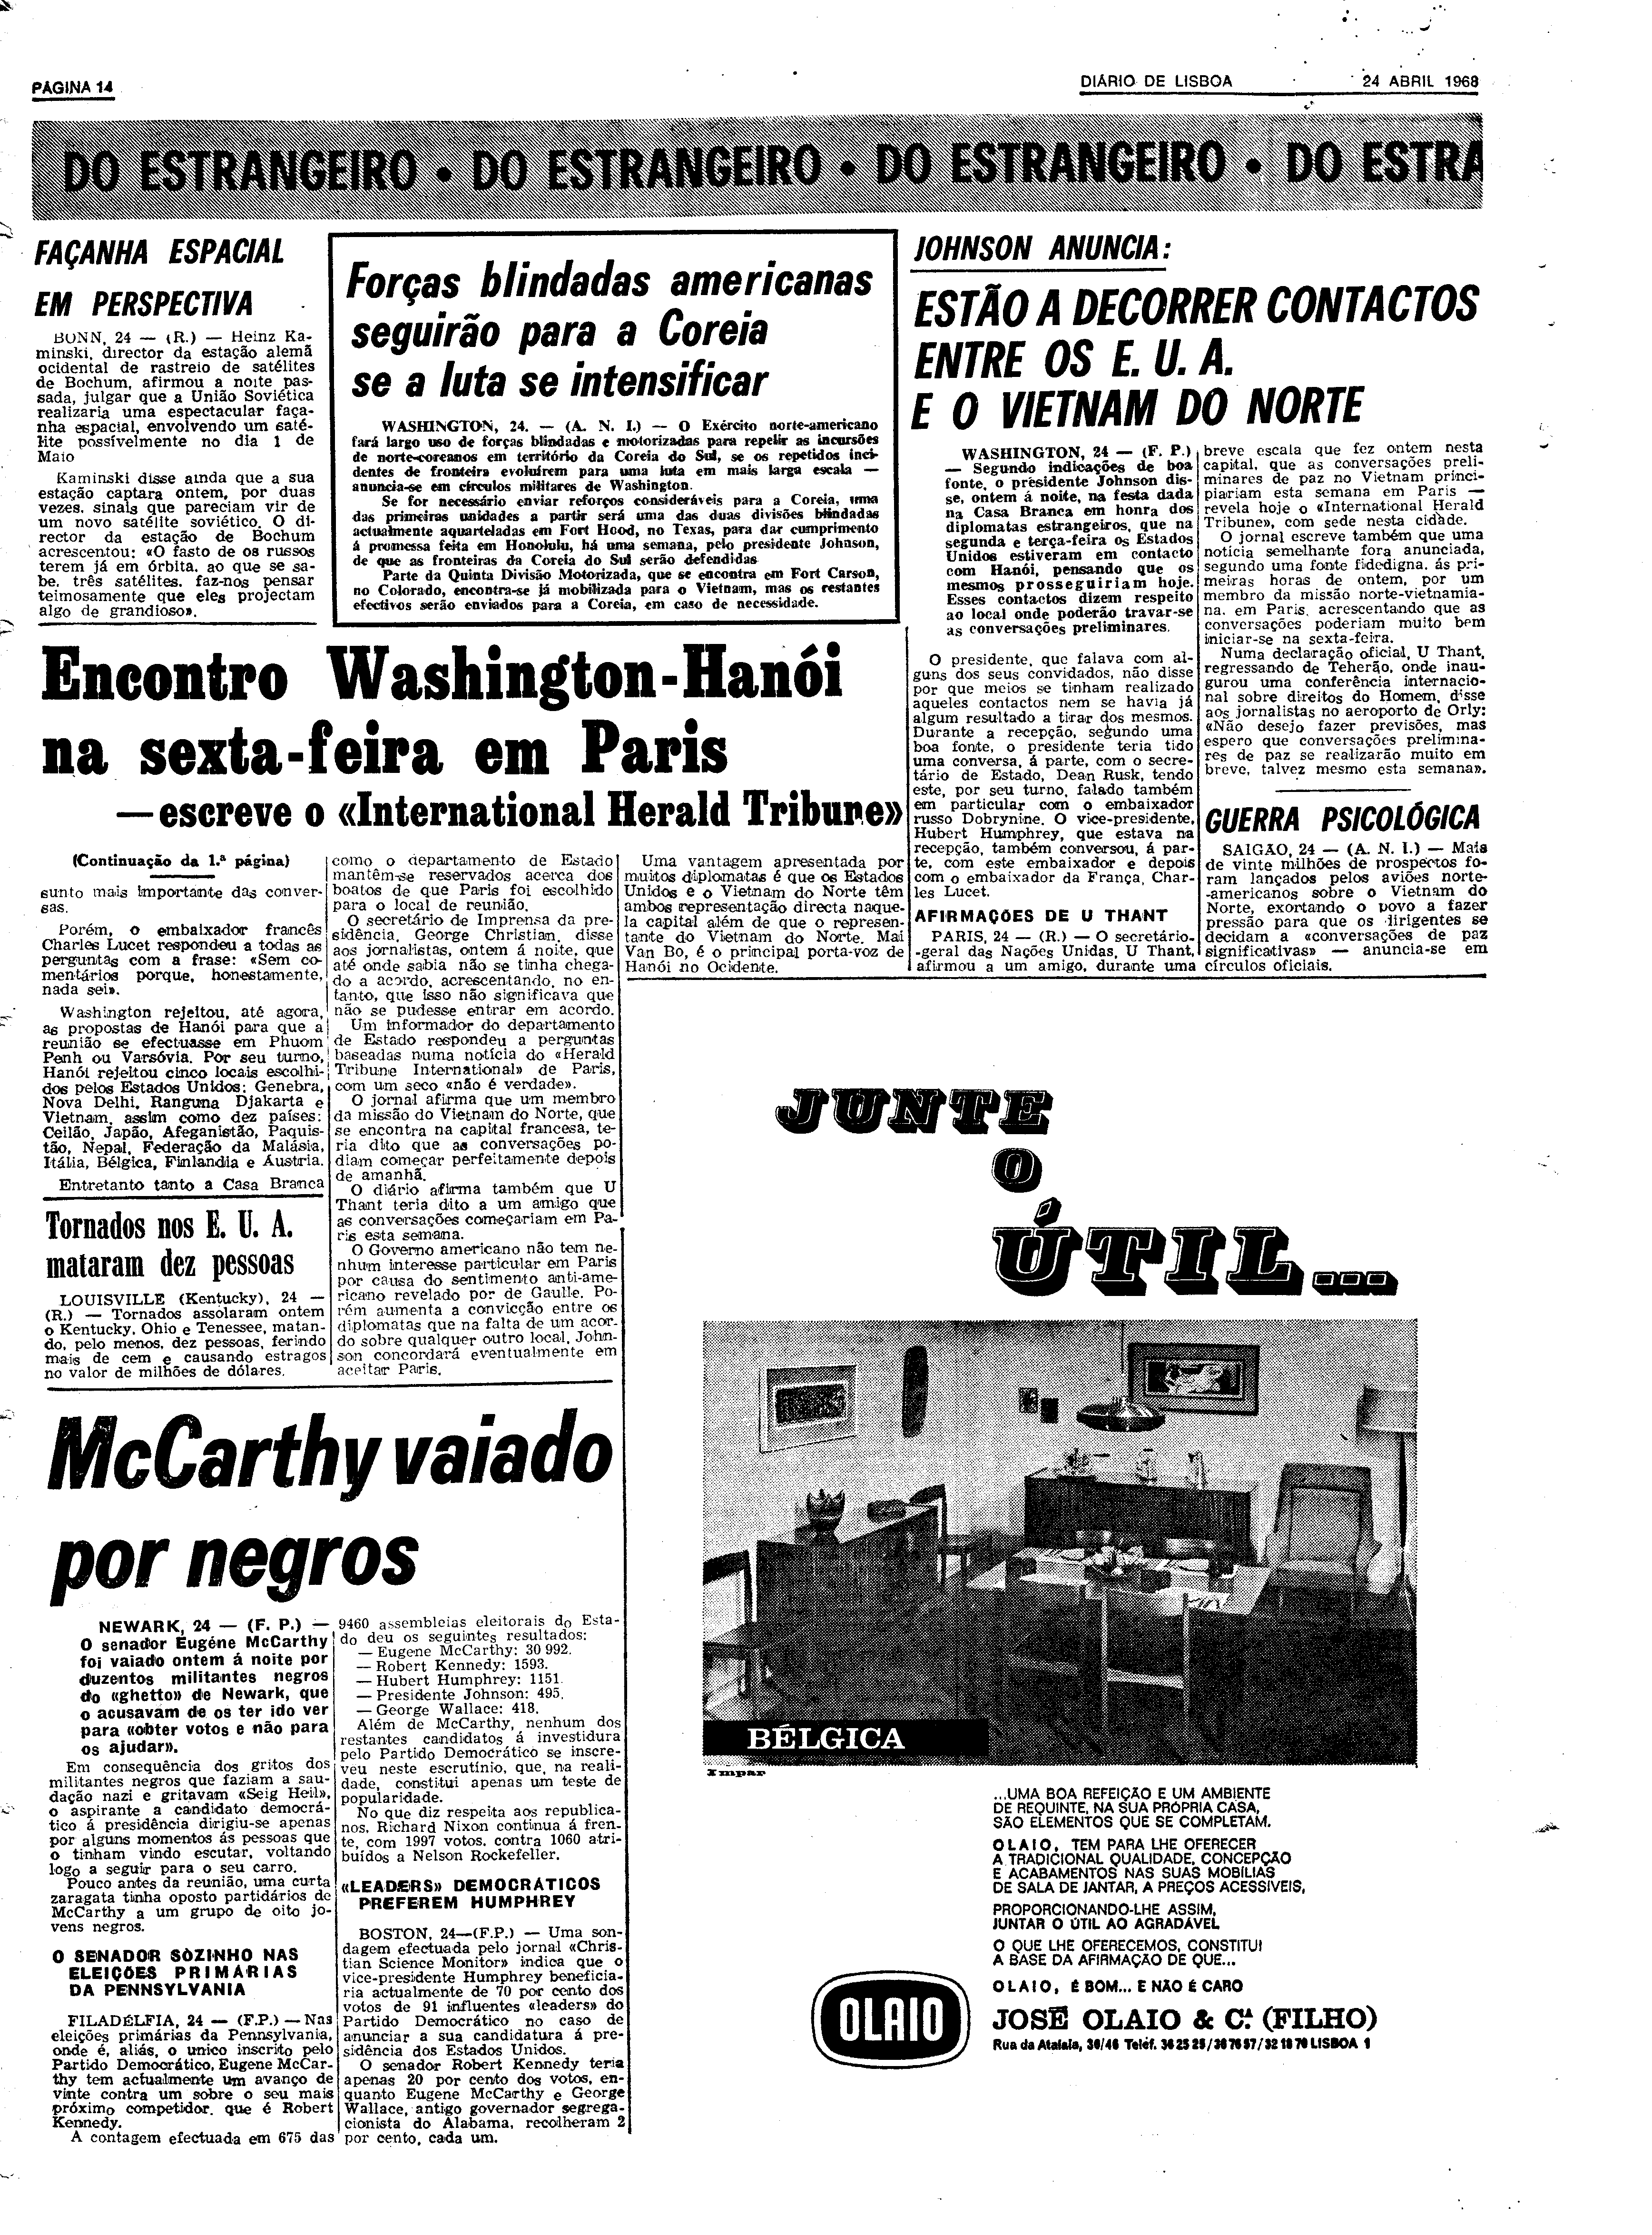 PÁGINA 14
DIÁRIO DE LISBOA
24 ABRIL 1968
DO ESTRANGEIRO • DO ESTRANGEIRO • DO ESTRANGEIRO • DO ESTRA
FAÇANHA ESPACIAL
EM PERSPECTIVA
BONN, 24 — (R.) — Heinz Ka-
minski, director da estação alemã
ocidental de rastreio de satélites
de Bochum, afirmou a noite pas-
sada, julgar que a União Soviética
realizaria uma espectacular faça-
nha espacial, envolvendo um saté-
lite possívelmente no dia 1 de
Maio
Kaminski disse ainda que a sua
estação captara ontem, por duas
vezes, sinais que pareciam vir de
um novo satélite soviético. O di-
rector da estação de Bochum
acrescentou: «O fasto de os russos
terem já em órbita, ao que se sa-
be, três satélites, faz-nos pensar
teimosamente que eles projectam
algo de grandioso».
Forças blindadas americanas
seguirão para a Coreia
se a luta se intensificar
WASHINGTON, 24. — (A. N. I.) — O Exército norte-americano
fará largo uso de forças blindadas e motorizadas para repelir as incursões
de norte-coreanos em território da Coreia do Sul, se os repetidos inci-
dentes de fronteira evoluírem para uma luta em mais larga escala —
anuncia-se em círculos militares de Washington.
Se for necessário enviar reforços consideráveis para a Coreia, uma
das primeiras unidades a partir será uma das duas divisões blindadas
actualmente aquarteladas em Fort Hood, no Texas, para dar cumprimento
á promessa feita em Honolulu, há uma semana, pelo presidente Johnson,
de que as fronteiras da Coreia do Sul serão defendidas
Parte da Quinta Divisão Motorizada, que se encontra em Fort Carson,
no Colorado, encontra-se já mobilizada para o Vietnam, mas os restantes
efectivos serão enviados para a Coreia, em caso de necessidade.
JOHNSON ANUNCIA:
ESTÃO A DECORRER CONTACTOS
ENTRE OS E. U. A.
E O VIETNAM DO NORTE
WASHINGTON, 24 — (F. P.)
— Segundo indicações de boa
fonte, o presidente Johnson dis-
se, ontem á noite, na festa dada
na Casa Branca em honra dos
diplomatas estrangeiros, que na
segunda e terça-feira os Estados
Unidos estiveram em contacto
com Hanói, pensando que os
mesmos prosseguiriam hoje.
Esses contactos dizem respeito
ao local onde poderão travar-se
as conversações preliminares.
O presidente, que falava com al-
guns dos seus convidados, não disse
por que meios se tinham realizado
aqueles contactos nem se havia já
algum resultado a tirar dos mesmos.
Durante a recepção, segundo uma
boa fonte, o presidente teria tido
uma conversa, á parte, com o secre-
tário de Estado, Dean Rusk, tendo
este, por seu turno, falado também
em particular com o embaixador
russo Dobrynine. O vice-presidente,
Hubert Humphrey, que estava na
recepção, também conversou, á par-
te, com este embaixador e depois
com o embaixador da França, Char-
les Lucet.
AFIRMAÇÕES DE U THANT
PARIS, 24 — (R.) — O secretário-
-geral das Nações Unidas, U Thant,
afirmou a um amigo, durante uma
breve escala que fez ontem nesta
capital, que as conversações preli-
minares de paz no Vietnam princi-
piariam esta semana em Paris —
revela hoje o «International Herald
Tribune», com sede nesta cidade.
O jornal escreve também que uma
notícia semelhante fora anunciada,
segundo uma fonte fidedigna, ás pri-
meiras horas de ontem, por um
membro da missão norte-vietnamia-
na, em Paris, acrescentando que as
conversações poderiam muito bem
iniciar-se na sexta-feira.
Numa declaração oficial, U Thant,
regressando de Teherão, onde inau-
gurou uma conferência internacio-
nal sobre direitos do Homem, disse
aos jornalistas no aeroporto de Orly:
«Não desejo fazer previsões, mas
espero que conversações prelimina-
res de paz se realizarão muito em
breve, talvez mesmo esta semana».
GUERRA PSICOLÓGICA
SAIGÃO, 24 — (A. N. I.) — Mais
de vinte milhões de prospectos fo-
ram lançados pelos aviões norte-
-americanos sobre o Vietnam do
Norte, exortando o povo a fazer
pressão para que os dirigentes se
decidam a «conversações de paz
significativas» — anuncia-se em
círculos oficiais.
Encontro Washington-Hanói
na sexta-feira em Paris
— escreve o «International Herald Tribune»
(Continuação da 1.ª página)
sunto mais importante das conver-
sas.
Porém, o embaixador francês
Charles Lucet respondeu a todas as
perguntas com a frase: «Sem co-
mentários porque, honestamente,
nada sei».
Washington rejeitou, até agora,
as propostas de Hanói para que a
reunião se efectuasse em Phuom
Penh ou Varsóvia. Por seu turno,
Hanói rejeitou cinco locais escolhi-
dos pelos Estados Unidos: Genebra,
Nova Delhi, Ranguna Djakarta e
Vietnam, assim como dez países:
Ceilão, Japão, Afeganistão, Paquis-
tão, Nepal, Federação da Malásia,
Itália, Bélgica, Finlandia e Austria.
Entretanto tanto a Casa Branca
como o departamento de Estado
mantêm-se reservados acerca dos
boatos de que Paris foi escolhido
para o local de reunião.
O secretário de Imprensa da pre-
sidência, George Christian, disse
aos jornalistas, ontem á noite, que
até onde sabia não se tinha chega-
do a acordo, acrescentando, no en-
tanto, que isso não significava que
não se pudesse entrar em acordo.
Um informador do departamento
de Estado respondeu a perguntas
baseadas numa notícia do «Herald
Tribune International» de Paris,
com um seco «não é verdade».
O jornal afirma que um membro
da missão do Vietnam do Norte, que
se encontra na capital francesa, te-
ria dito que as conversações po-
diam começar perfeitamente depois
de amanhã.
O diário afirma também que U
Thant teria dito a um amigo que
as conversações começariam em Pa-
ris esta semana.
O Governo americano não tem ne-
nhum interesse particular em Paris
por causa do sentimento anti-ame-
ricano revelado por de Gaulle. Po-
rém aumenta a convicção entre os
diplomatas que na falta de um acor-
do sobre qualquer outro local, John-
son concordará eventualmente em
aceitar Paris.
Uma vantagem apresentada por
muitos diplomatas é que os Estados
Unidos e o Vietnam do Norte têm
ambos representação directa naque-
la capital além de que o represen-
tante do Vietnam do Norte, Mai
Van Bo, é o principal porta-voz de
Hanói no Ocidente.
Tornados nos E. U. A.
mataram dez pessoas
LOUISVILLE (Kentucky), 24 —
(R.) — Tornados assolaram ontem
o Kentucky, Ohio e Tenessee, matan-
do, pelo menos, dez pessoas, ferindo
mais de cem e causando estragos
no valor de milhões de dólares.
McCarthy vaiado
por negros
NEWARK, 24 — (F. P.) —
O senador Eugéne McCarthy
foi vaiado ontem á noite por
duzentos militantes negros
do «ghetto» de Newark, que
o acusavam de os ter ido ver
para «obter votos e não para
os ajudar».
Em consequência dos gritos dos
militantes negros que faziam a sau-
dação nazi e gritavam «Seig Heil»,
o aspirante a candidato democrá-
tico á presidência dirigiu-se apenas
por alguns momentos ás pessoas que
o tinham vindo escutar, voltando
logo a seguir para o seu carro.
Pouco antes da reunião, uma curta
zaragata tinha oposto partidários de
McCarthy a um grupo de oito jo-
vens negros.
O SENADOR SOZINHO NAS
ELEIÇÕES PRIMÁRIAS
DA PENNSYLVANIA
FILADÉLFIA, 24 — (F.P.) — Nas
eleições primárias da Pennsylvania,
onde é, aliás, o unico inscrito pelo
Partido Democrático, Eugene McCar-
thy tem actualmente um avanço de
vinte contra um sobre o seu mais
próximo competidor, que é Robert
Kennedy.
A contagem efectuada em 675 das
9460 assembleias eleitorais do Esta-
do deu os seguintes resultados:
— Eugene McCarthy: 30 992.
— Robert Kennedy: 1593.
— Hubert Humphrey: 1151.
— Presidente Johnson: 495.
— George Wallace: 418.
Além de McCarthy, nenhum dos
restantes candidatos á investidura
pelo Partido Democrático se inscre-
veu neste escrutínio, que, na reali-
dade, constitui apenas um teste de
popularidade.
No que diz respeita aos republica-
nos, Richard Nixon continua á fren-
te, com 1997 votos, contra 1060 atri-
buídos a Nelson Rockefeller.
«LEADERS» DEMOCRÁTICOS
PREFEREM HUMPHREY
BOSTON, 24—(F.P.) — Uma son-
dagem efectuada pelo jornal «Chris-
tian Science Monitor» indica que o
vice-presidente Humphrey beneficia-
ria actualmente de 70 por cento dos
votos de 91 influentes «leaders» do
Partido Democrático no caso de
anunciar a sua candidatura á pre-
sidência dos Estados Unidos.
O senador Robert Kennedy teria
apenas 20 por cento dos votos, en-
quanto Eugene McCarthy e George
Wallace, antigo governador segrega-
cionista do Alabama, recolheram 2
por cento, cada um.
JUNTE
O
ÚTIL...
BÉLGICA
Impar
...UMA BOA REFEIÇÃO E UM AMBIENTE
DE REQUINTE, NA SUA PRÓPRIA CASA,
SÃO ELEMENTOS QUE SE COMPLETAM.
OLAIO, TEM PARA LHE OFERECER
A TRADICIONAL QUALIDADE, CONCEPÇÃO
E ACABAMENTOS NAS SUAS MOBÍLIAS
DE SALA DE JANTAR, A PREÇOS ACESSÍVEIS,
PROPORCIONANDO-LHE ASSIM,
JUNTAR O ÚTIL AO AGRADÁVEL
O QUE LHE OFERECEMOS, CONSTITUI
A BASE DA AFIRMAÇÃO DE QUE...
OLAIO, É BOM... E NÃO É CARO
OLAIO
JOSÉ OLAIO & C.ª (FILHO)
Rua da Atalaia, 36/46 Teléf. 36 25 25 / 36 76 57 / 32 18 70 LISBOA 1